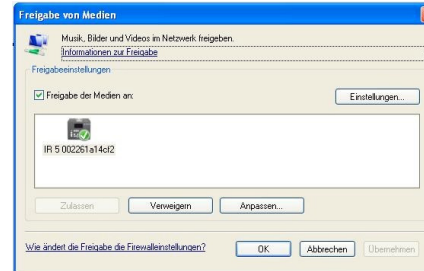 Freigabe von Medien
Musik, Bilder und Videos im Netzwerk freigeben.
Informationen zur Freigabe
Freigabeeinstellungen
Freigabe der Medien an:
Einstellungen...
IR 5 002261a14cf2
Zulassen
Verweigern
Anpassen...
Wie ändert die Freigabe die Firewalleinstellungen?
OK
Abbrechen
Übernehmen